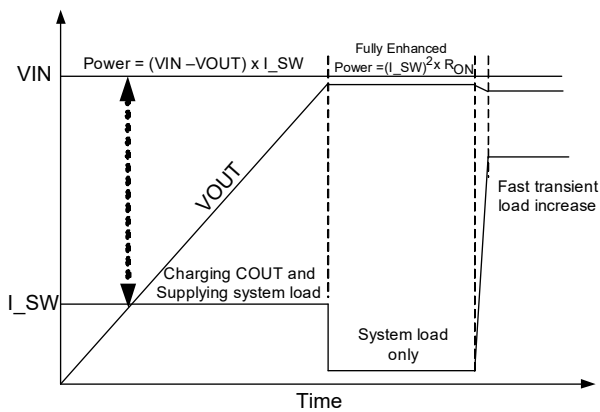 Fully Enhanced
Power = (VIN –VOUT) x I_SW
Power =(I_SW)²x RON
VIN
VOUT
Fast transient
load increase
Charging COUT and
Supplying system load
I_SW
System load
only
Time